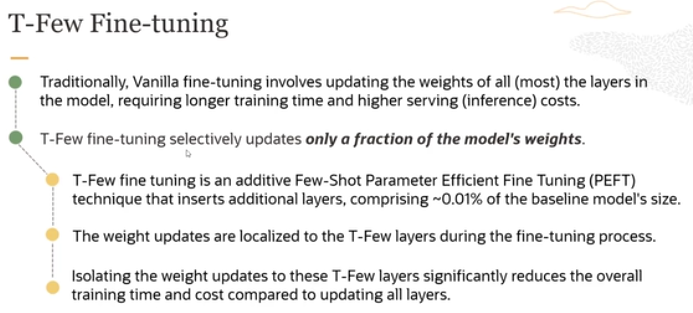 T-Few Fine-tuning
Traditionally, Vanilla fine-tuning involves updating the weights of all (most) the layers in
the model, requiring longer training time and higher serving (inference) costs.
T-Few fine-tuning selectively updates only a fraction of the model's weights.
T-Few fine tuning is an additive Few-Shot Parameter Efficient Fine Tuning (PEFT)
technique that inserts additional layers, comprising ~0.01% of the baseline model's size.
The weight updates are localized to the T-Few layers during the fine-tuning process.
Isolating the weight updates to these T-Few layers significantly reduces the overall
training time and cost compared to updating all layers.